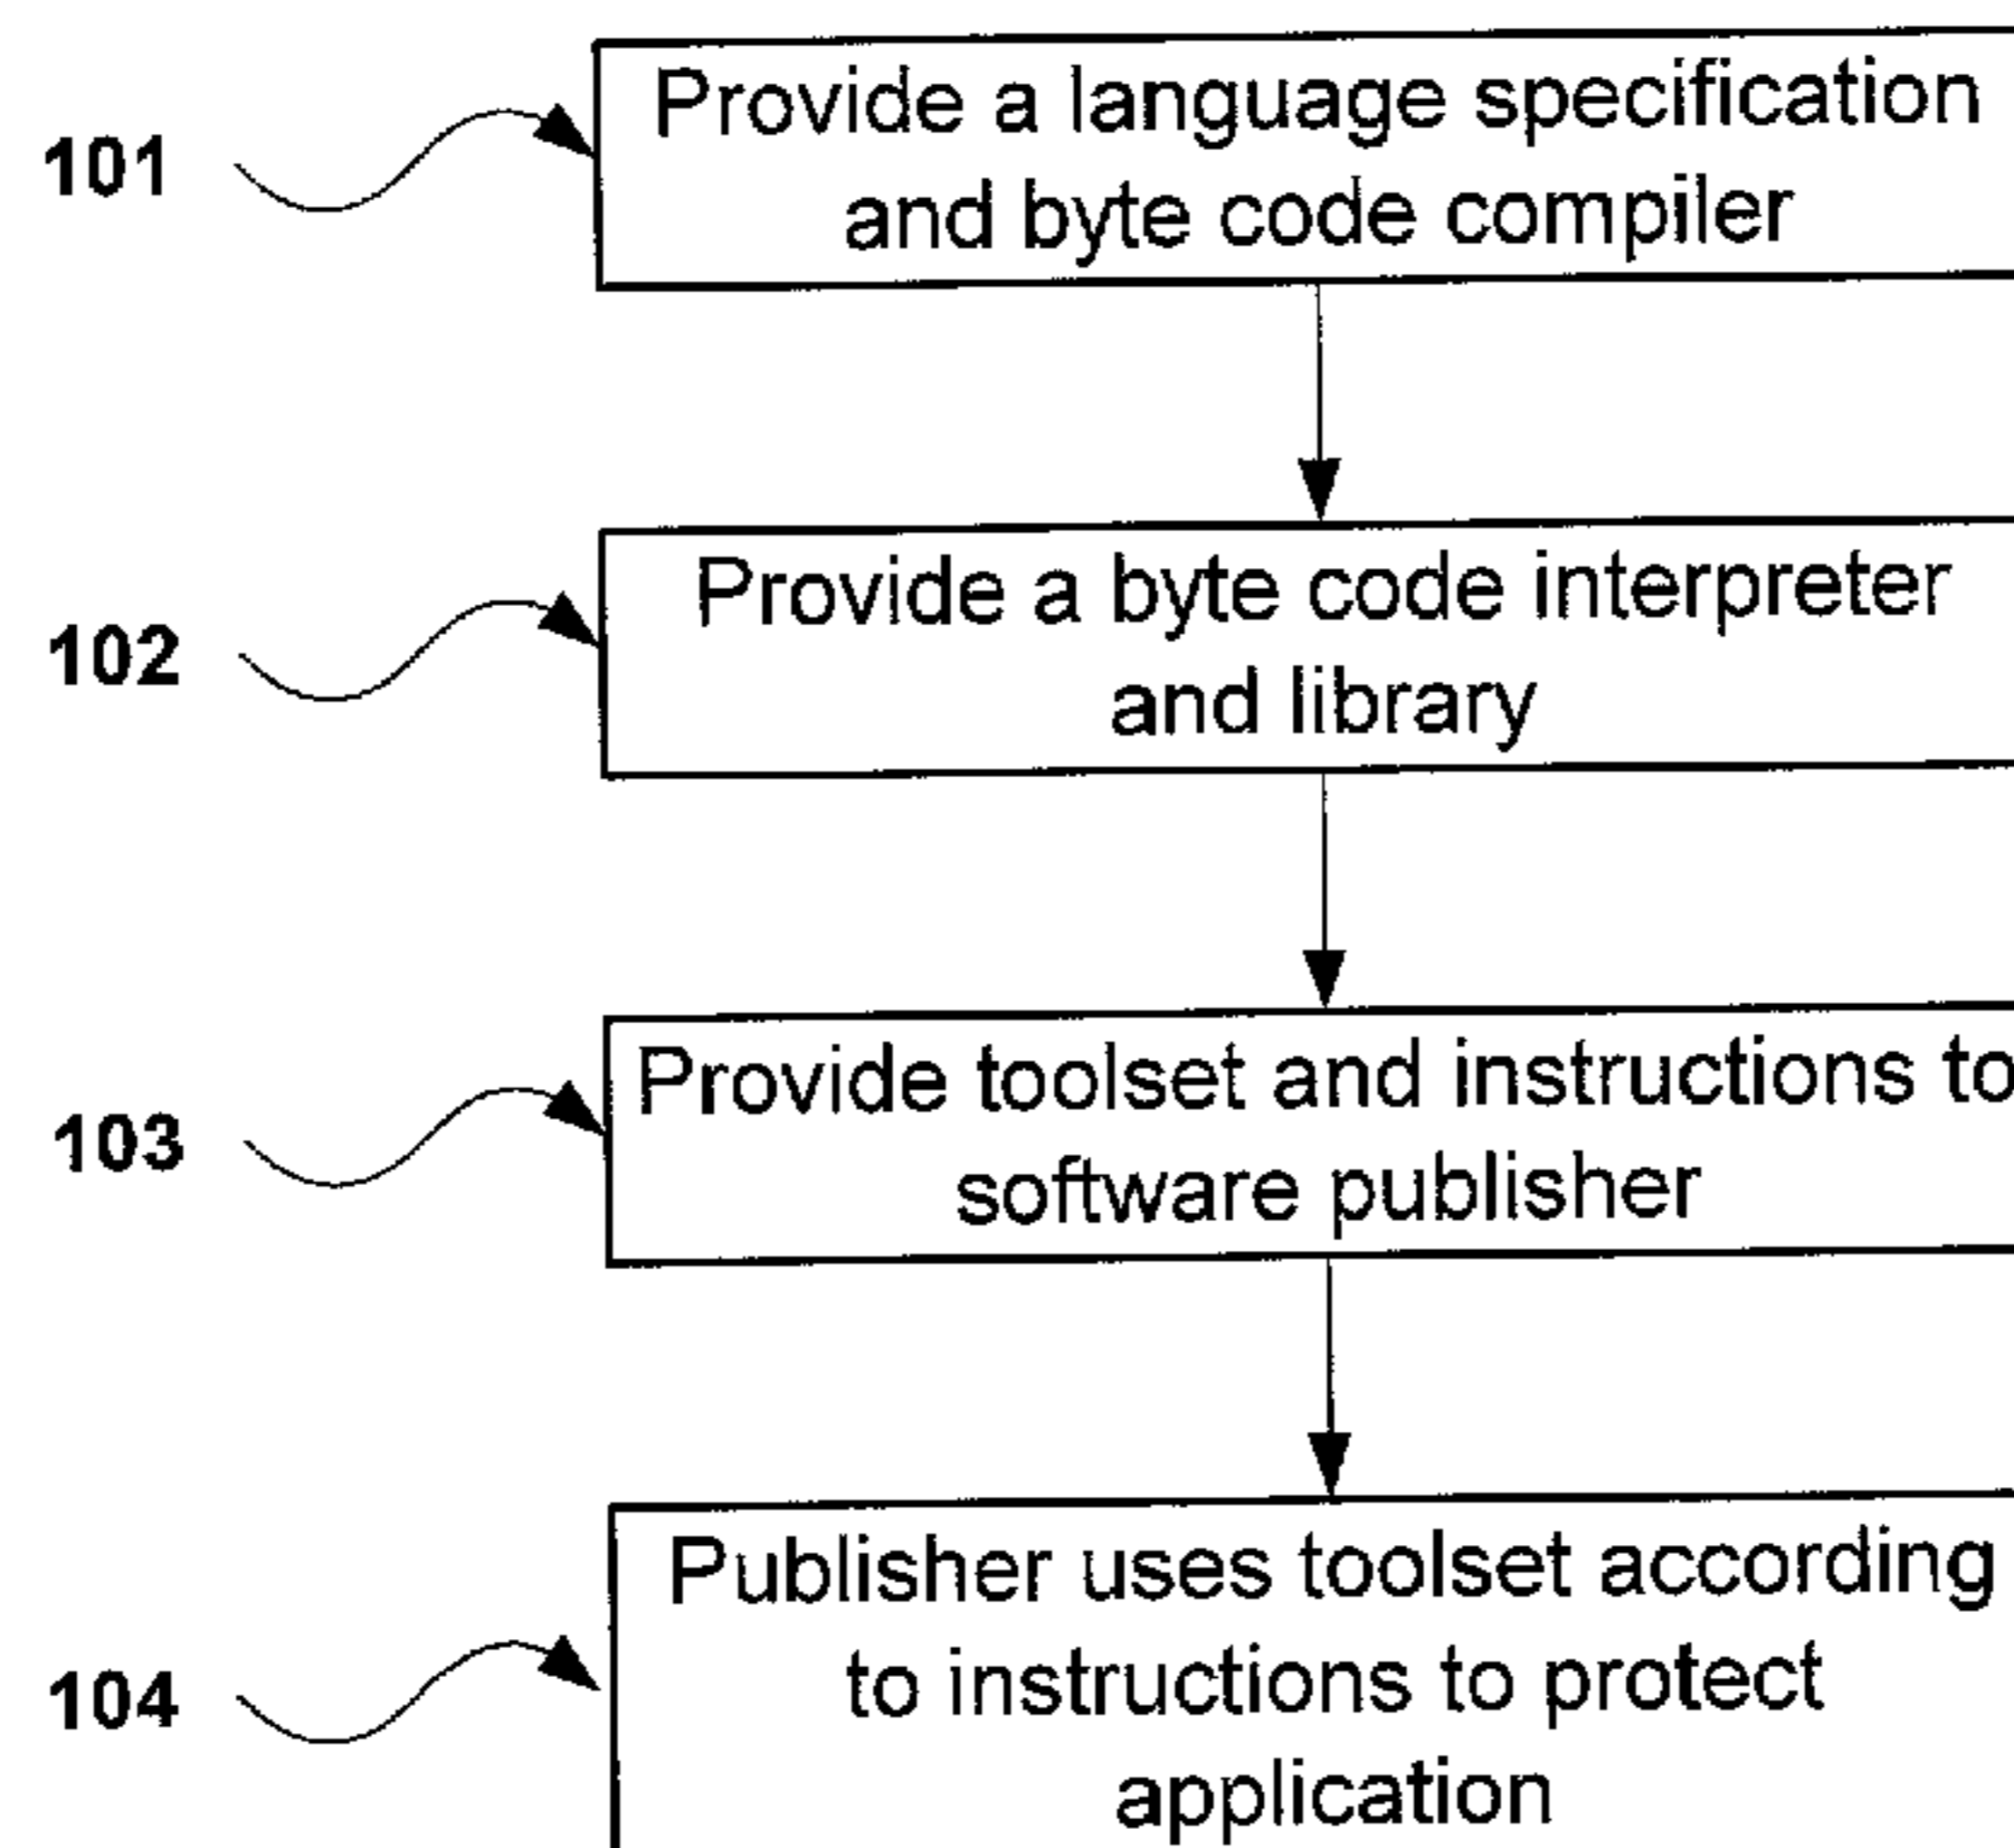 Provide a language specification
101
and byte code compiler
Provide a byte code interpreter
102
and library
Provide toolset and instructions to
103
software publisher
Publisher uses toolset according
104
to instructions to protect
application